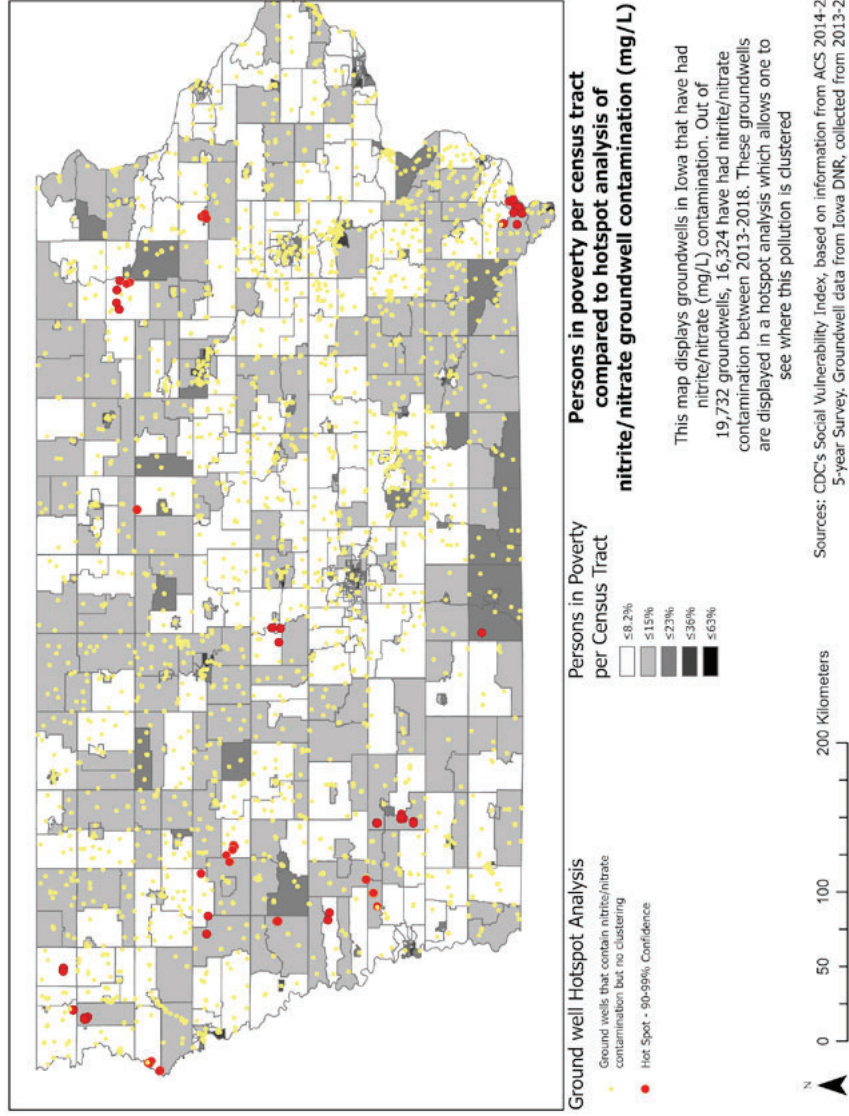 Ground well Hotspot Analysis
Ground wells that contain nitrite/nitrate
contamination but no clustering
Hot Spot - 90-99% Confidence
Persons in Poverty
per Census Tract
≤8.2%
≤15%
≤23%
≤36%
≤63%
Persons in poverty per census tract
compared to hotspot analysis of
nitrite/nitrate groundwell contamination (mg/L)
This map displays groundwells in Iowa that have had
nitrite/nitrate (mg/L) contamination. Out of
19,732 groundwells, 16,324 have had nitrite/nitrate
contamination between 2013-2018. These groundwells
are displayed in a hotspot analysis which allows one to
see where this pollution is clustered
N
0 50 100 200 Kilometers
Sources: CDC's Social Vulnerability Index, based on information from ACS 2014-2
5-year Survey. Groundwell data from Iowa DNR, collected from 2013-2